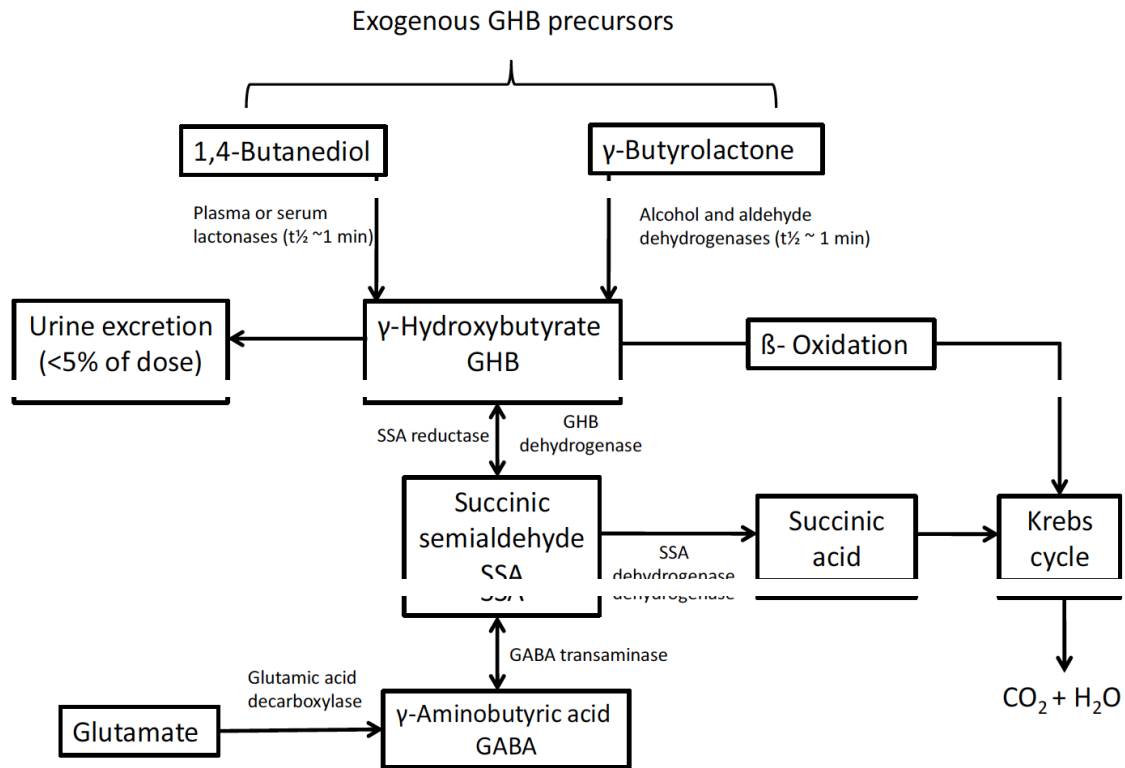 Exogenous GHB precursors
1,4-Butanediol
γ-Butyrolactone
Plasma or serum
lactonases (t½ ~1 min)
Alcohol and aldehyde
dehydrogenases (t½ ~ 1 min)
Urine excretion
(<5% of dose)
γ-Hydroxybutyrate
GHB
ß- Oxidation
SSA reductase
GHB
dehydrogenase
Succinic
semialdehyde
SSA
SSA
dehydrogenase
Succinic
acid
Krebs
cycle
GABA transaminase
Glutamic acid
decarboxylase
Glutamate
γ-Aminobutyric acid
GABA
CO₂ + H₂O